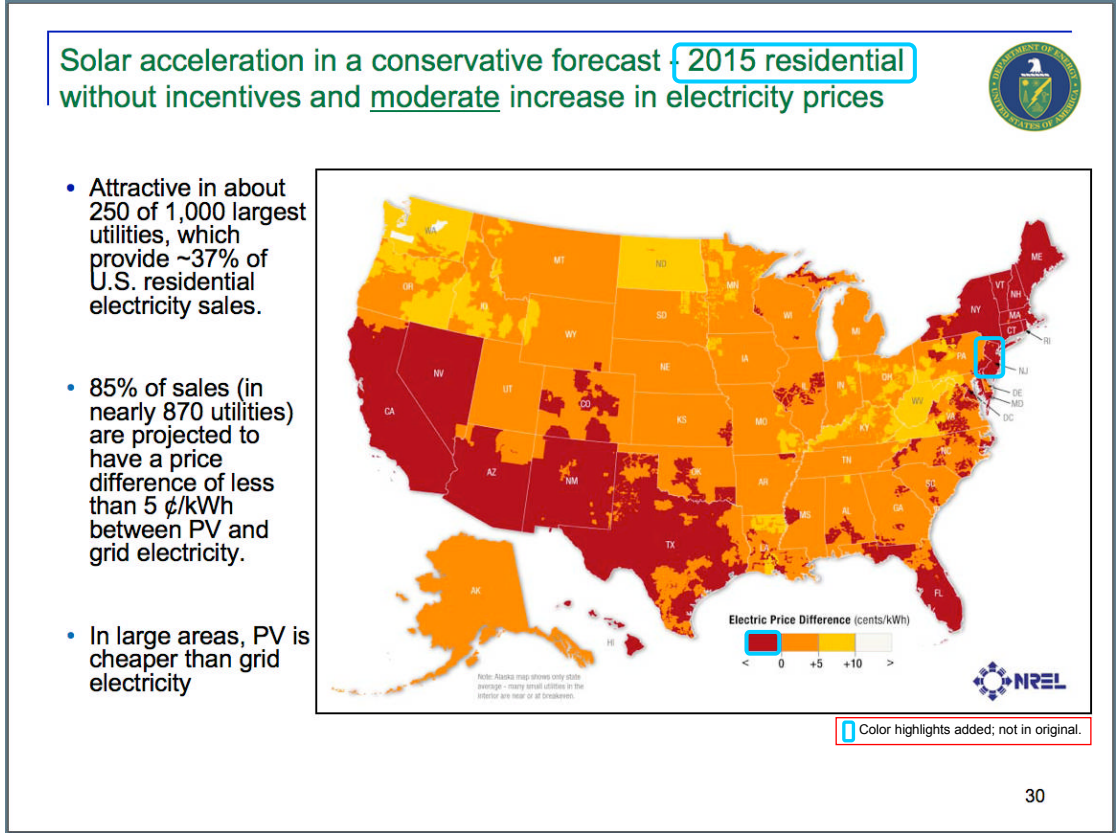 Solar acceleration in a conservative forecast - 2015 residential
without incentives and moderate increase in electricity prices
DEPARTMENT OF ENERGY
UNITED STATES OF AMERICA
• Attractive in about
250 of 1,000 largest
utilities, which
provide ~37% of
U.S. residential
electricity sales.
• 85% of sales (in
nearly 870 utilities)
are projected to
have a price
difference of less
than 5 ¢/kWh
between PV and
grid electricity.
• In large areas, PV is
cheaper than grid
electricity
WA
MT
ND
MN
ME
OR
ID
SD
WI
VT
NH
NY
MA
CT
RI
WY
MI
IA
PA
NJ
NV
NE
UT
CO
IL
IN
OH
DE
MD
DC
WV
VA
CA
KS
MO
KY
AZ
NM
OK
AR
TN
NC
SC
MS
AL
GA
TX
LA
FL
AK
HI
Electric Price Difference (cents/kWh)
< 0 +5 +10 >
Note: Alaska map shows only state
average - many small utilities in the
interior are near or at breakeven.
NREL
Color highlights added; not in original.
30